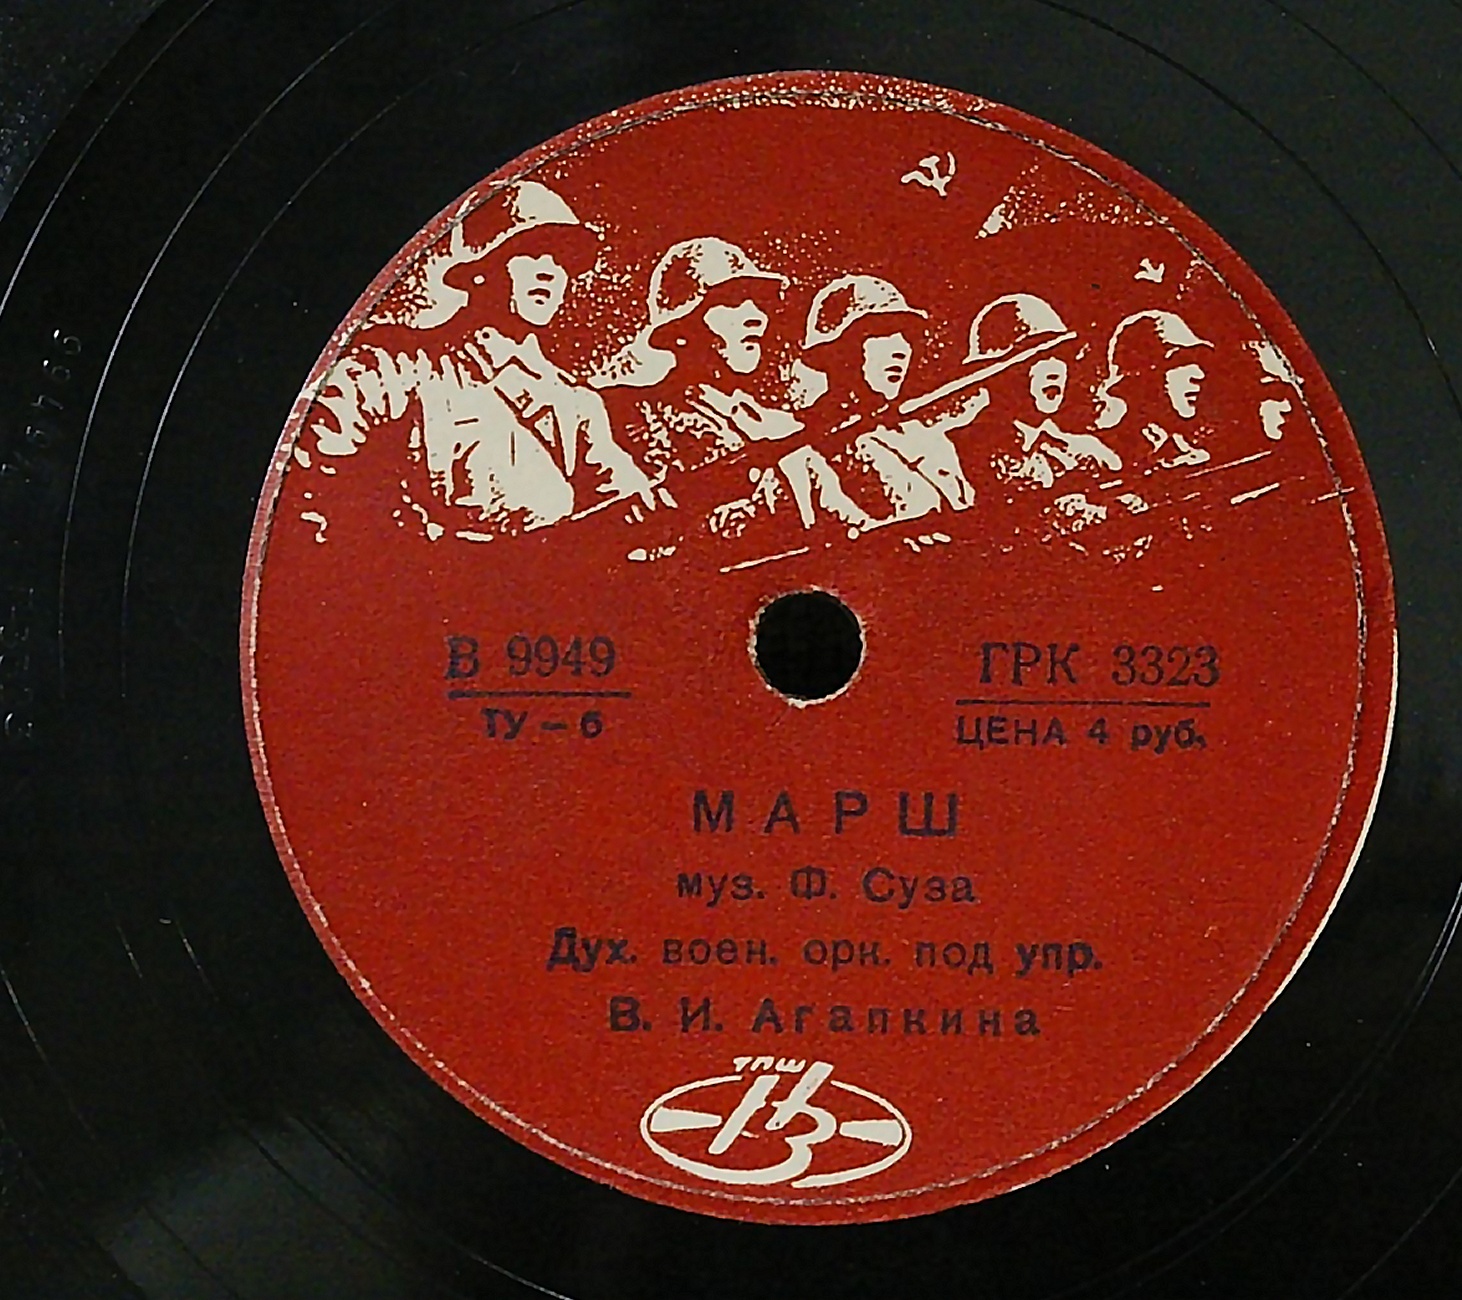 В 9949
ГРК 3323
ТУ – 6
ЦЕНА 4 руб.
МАРШ
муз. Ф. Суза
Дух. воен. орк. под упр.
В. И. Агапкина
ТПШ